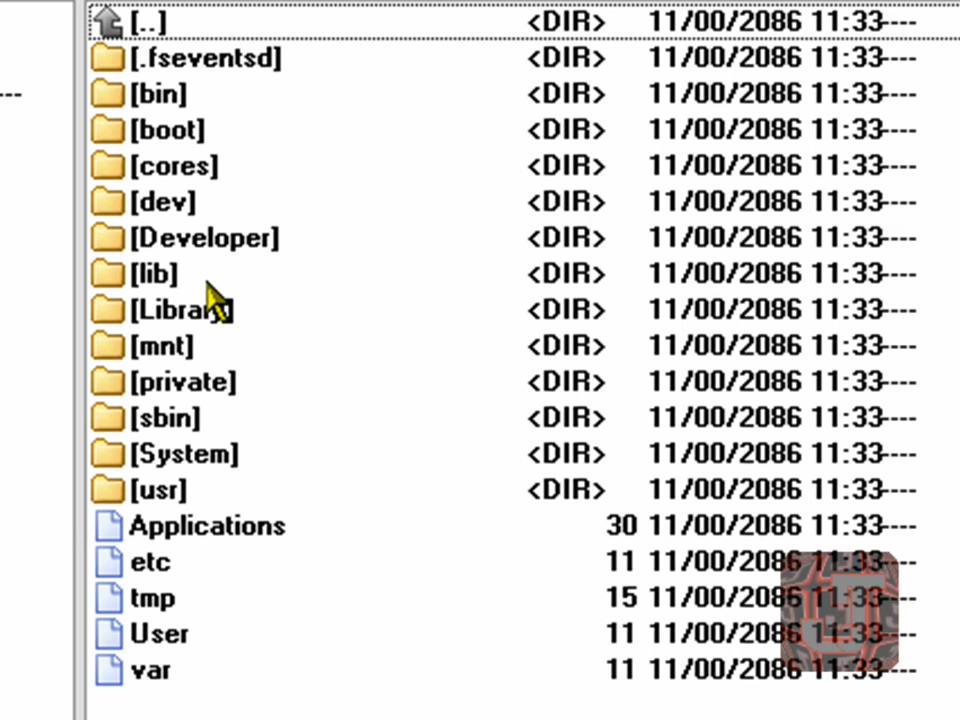 [..] <DIR> 11/00/2086 11:33----
[.fseventsd] <DIR> 11/00/2086 11:33----
[bin] <DIR> 11/00/2086 11:33----
[boot] <DIR> 11/00/2086 11:33----
[cores] <DIR> 11/00/2086 11:33----
[dev] <DIR> 11/00/2086 11:33----
[Developer] <DIR> 11/00/2086 11:33----
[lib] <DIR> 11/00/2086 11:33----
[Library] <DIR> 11/00/2086 11:33----
[mnt] <DIR> 11/00/2086 11:33----
[private] <DIR> 11/00/2086 11:33----
[sbin] <DIR> 11/00/2086 11:33----
[System] <DIR> 11/00/2086 11:33----
[usr] <DIR> 11/00/2086 11:33----
Applications 30 11/00/2086 11:33----
etc 11 11/00/2086 11:33----
tmp 15 11/00/2086 11:33----
User 11 11/00/2086 11:33----
var 11 11/00/2086 11:33----